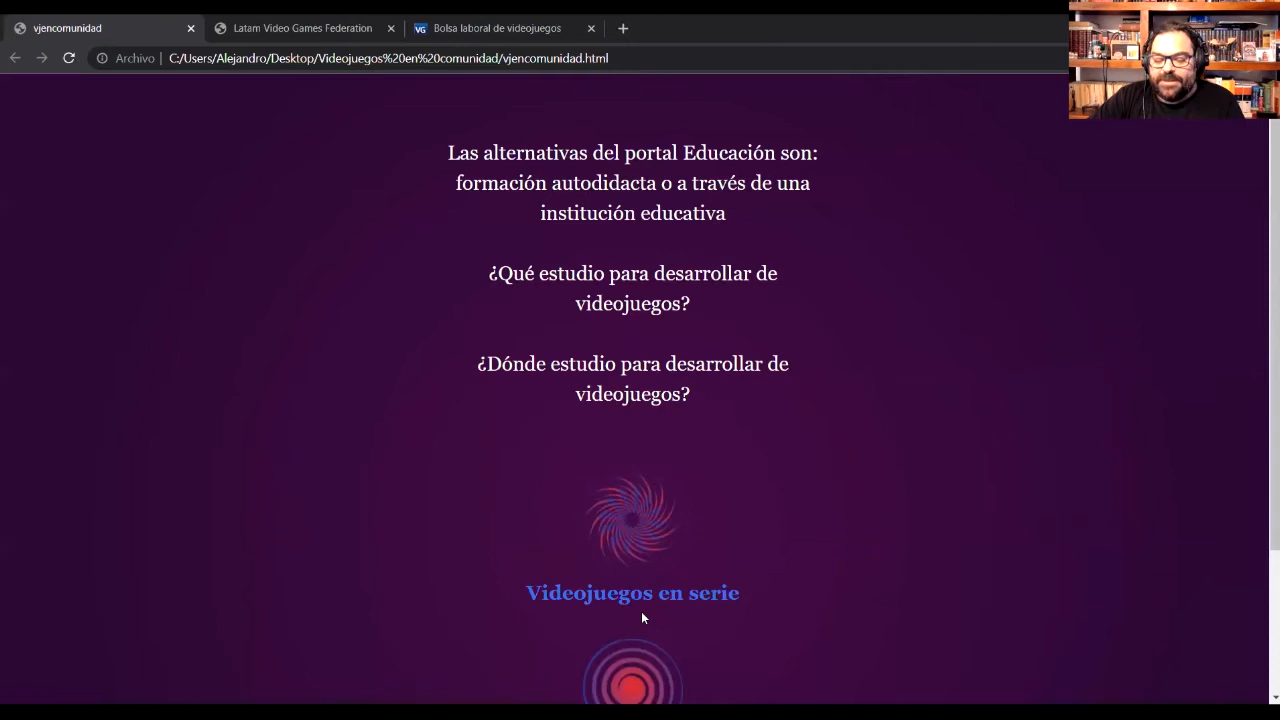 vjencomunidad
Latam Video Games Federation
VG
Bolsa laboral de videojuegos
Archivo
C:/Users/Alejandro/Desktop/Videojuegos%20en%20comunidad/vjencomunidad.html
Las alternativas del portal Educación son:
formación autodidacta o a través de una
institución educativa
¿Qué estudio para desarrollar de
videojuegos?
¿Dónde estudio para desarrollar de
videojuegos?
Videojuegos en serie